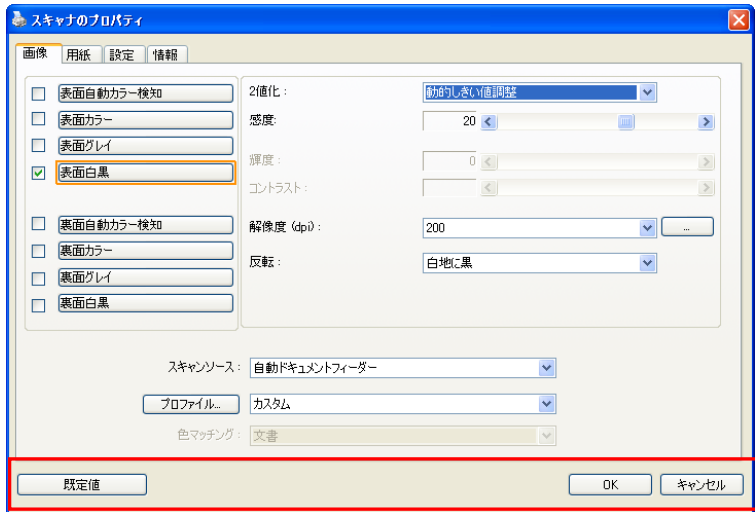 スキャナのプロパティ
画像 用紙 設定 情報
表面自動カラー検知
表面カラー
表面グレイ
表面白黒
裏面自動カラー検知
裏面カラー
裏面グレイ
裏面白黒
2値化: 動的しきい値調整
感度: 20
輝度: 0
コントラスト:
解像度 (dpi): 200 ...
反転: 白地に黒
スキャンソース: 自動ドキュメントフィーダー
プロファイル... カスタム
色マッチング: 文書
既定値 OK キャンセル